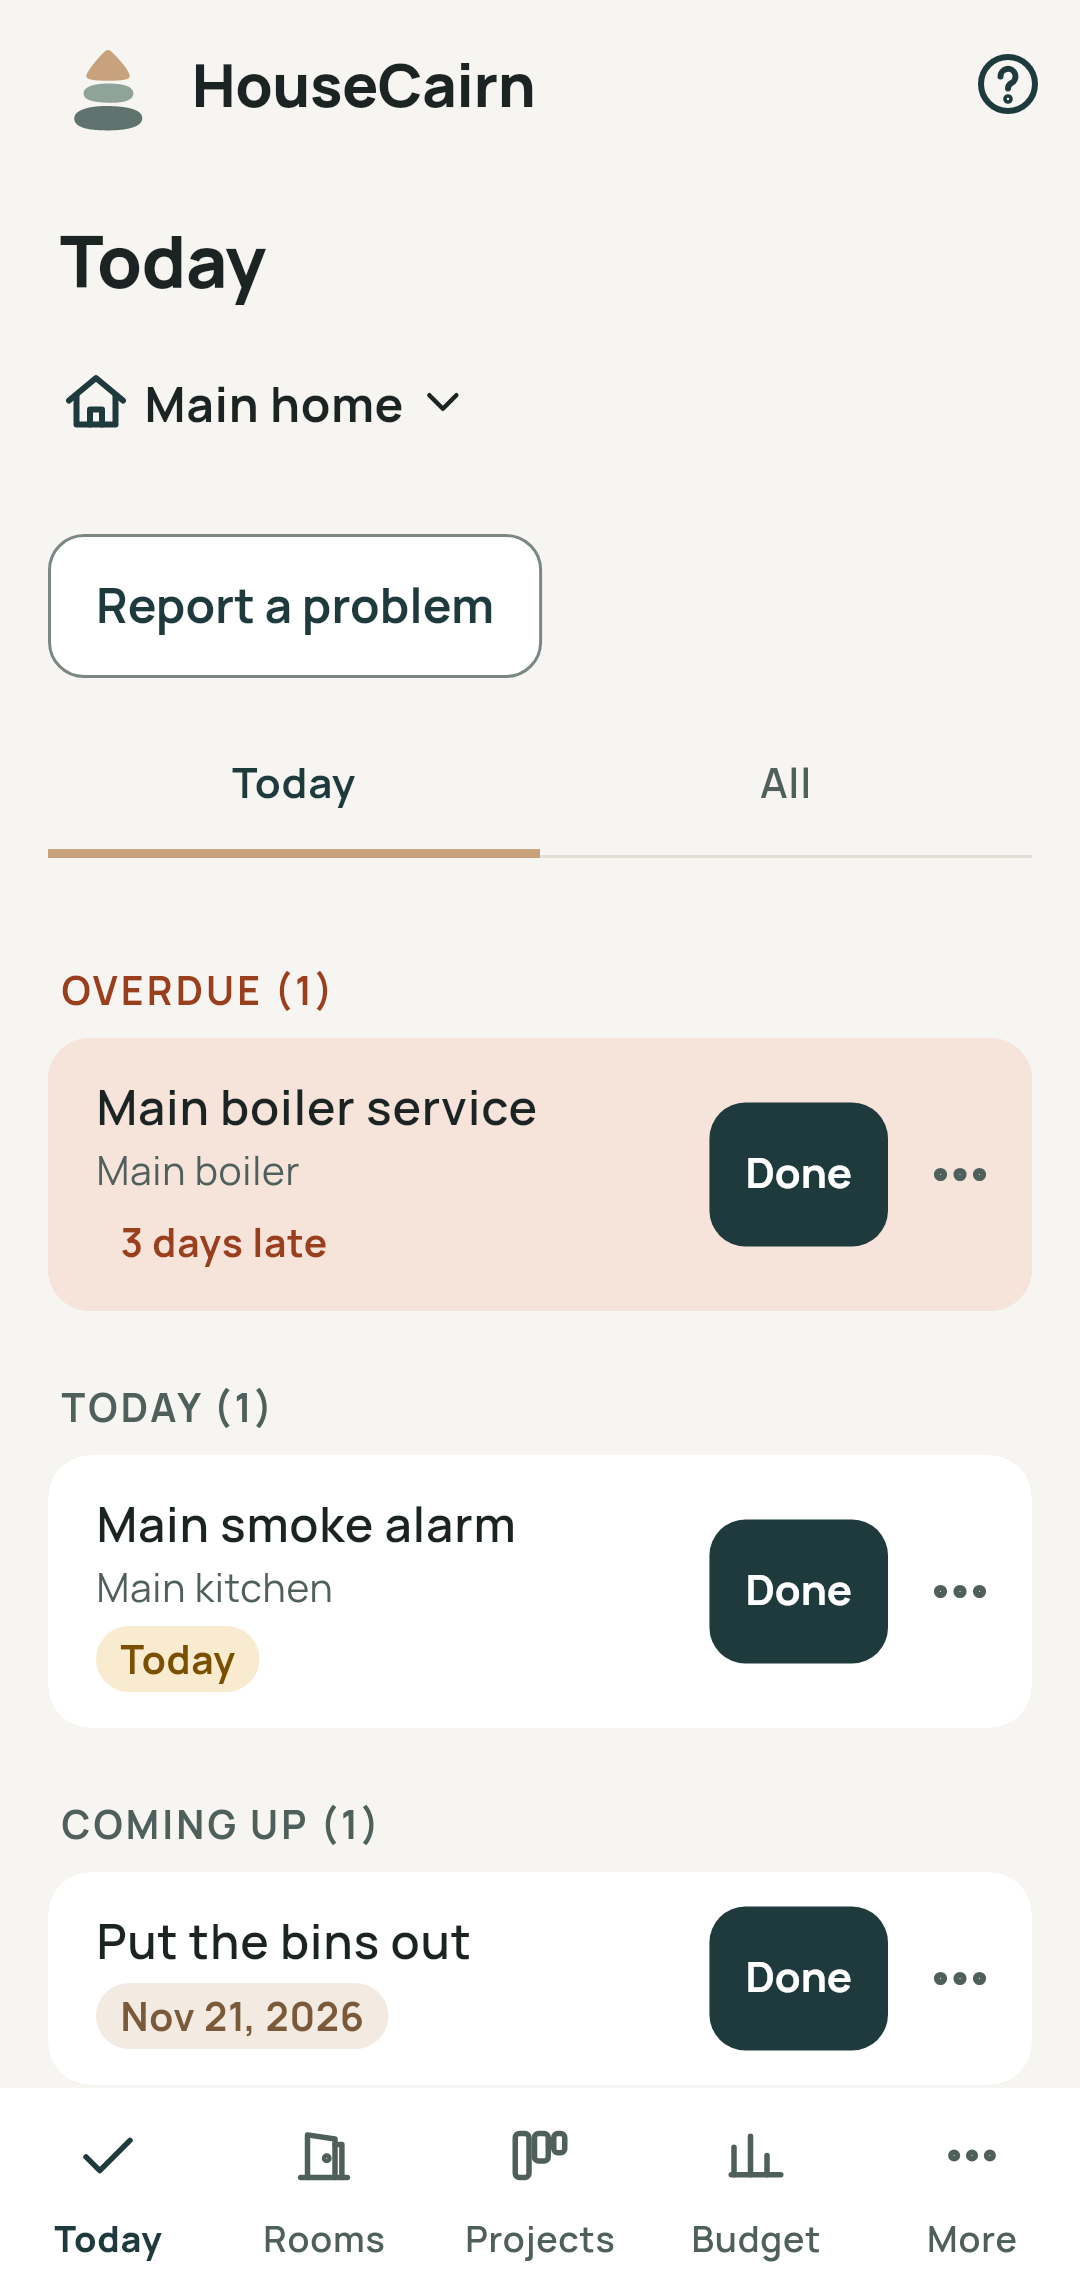 HouseCairn
Today
Main home
Report a problem
Today
All
OVERDUE (1)
Main boiler service
Main boiler
3 days late
Done
TODAY (1)
Main smoke alarm
Main kitchen
Today
Done
COMING UP (1)
Put the bins out
Nov 21, 2026
Done
Today
Rooms
Projects
Budget
More